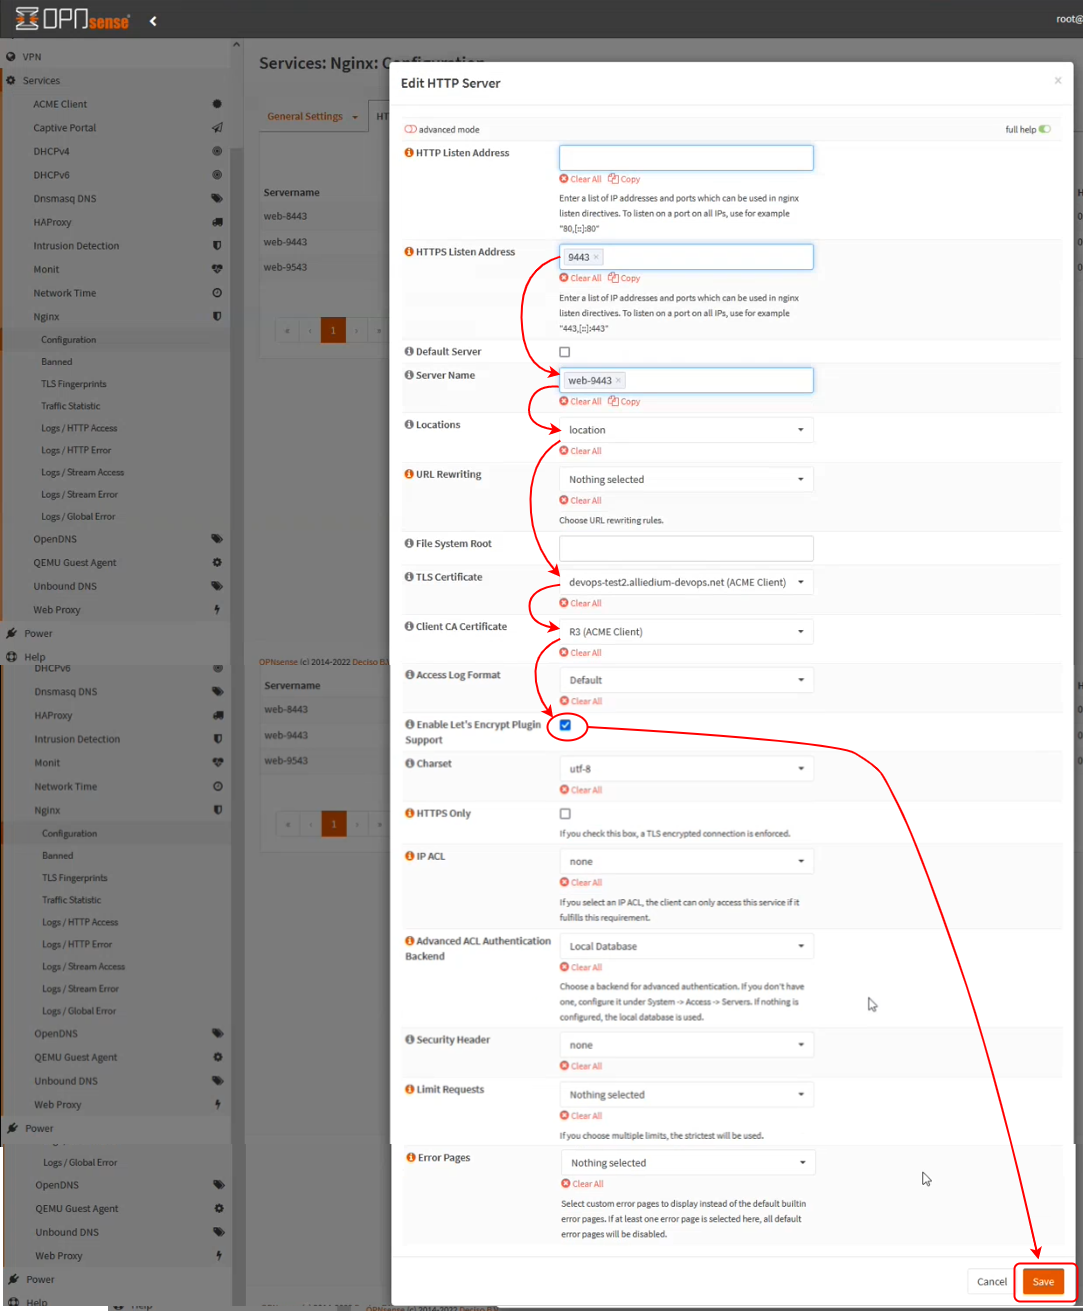 OPNsense
root@
VPN
Services
ACME Client
Captive Portal
DHCPv4
DHCPv6
Dnsmasq DNS
HAProxy
Intrusion Detection
Monit
Network Time
Nginx
Configuration
Banned
TLS Fingerprints
Traffic Statistic
Logs / HTTP Access
Logs / HTTP Error
Logs / Stream Access
Logs / Stream Error
Logs / Global Error
OpenDNS
QEMU Guest Agent
Unbound DNS
Web Proxy
Power
Help
DHCPv6
Dnsmasq DNS
HAProxy
Intrusion Detection
Monit
Network Time
Nginx
Configuration
Banned
TLS Fingerprints
Traffic Statistic
Logs / HTTP Access
Logs / HTTP Error
Logs / Stream Access
Logs / Stream Error
Logs / Global Error
OpenDNS
QEMU Guest Agent
Unbound DNS
Web Proxy
Power
Logs / Global Error
OpenDNS
QEMU Guest Agent
Unbound DNS
Web Proxy
Power
Help
Services: Nginx: Configuration
General Settings
HT
Servername
web-8443
web-9443
web-9543
« ‹ 1 › »
OPNsense (c) 2014-2022 Deciso B.V
Servername
web-8443
web-9443
web-9543
« ‹ 1 › »
Edit HTTP Server
×
advanced mode
full help
HTTP Listen Address
Clear All Copy
Enter a list of IP addresses and ports which can be used in nginx
listen directives. To listen on a port on all IPs, use for example
"80,[::]:80"
HTTPS Listen Address
9443 ×
Clear All Copy
Enter a list of IP addresses and ports which can be used in nginx
listen directives. To listen on a port on all IPs, use for example
"443,[::]:443"
Default Server
Server Name
web-9443 ×
Clear All Copy
Locations
location
Clear All
URL Rewriting
Nothing selected
Clear All
Choose URL rewriting rules.
File System Root
TLS Certificate
devops-test2.alliedium-devops.net (ACME Client)
Clear All
Client CA Certificate
R3 (ACME Client)
Clear All
Access Log Format
Default
Clear All
Enable Let's Encrypt Plugin
Support
Charset
utf-8
Clear All
HTTPS Only
If you check this box, a TLS encrypted connection is enforced.
IP ACL
none
Clear All
If you select an IP ACL, the client can only access this service if it
fulfills this requirement.
Advanced ACL Authentication
Backend
Local Database
Clear All
Choose a backend for advanced authentication. If you don't have
one, configure it under System -> Access -> Servers. If nothing is
configured, the local database is used.
Security Header
none
Clear All
Limit Requests
Nothing selected
Clear All
If you choose multiple limits, the strictest will be used.
Error Pages
Nothing selected
Clear All
Select custom error pages to display instead of the default builtin
error pages. If at least one error page is selected here, all default
error pages will be disabled.
Cancel
Save